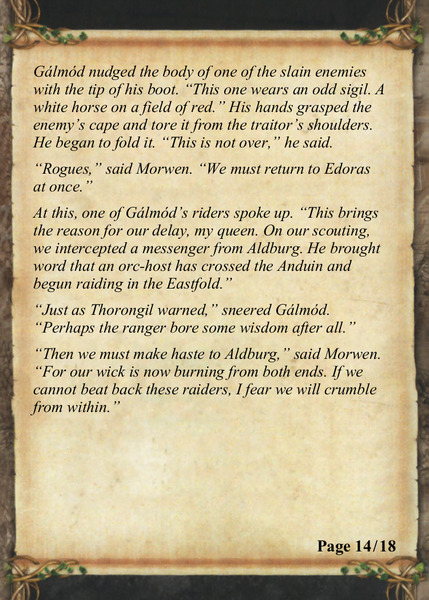 Gálmód nudged the body of one of the slain enemies
with the tip of his boot. “This one wears an odd sigil. A
white horse on a field of red.” His hands grasped the
enemy’s cape and tore it from the traitor’s shoulders.
He began to fold it. “This is not over,” he said.
“Rogues,” said Morwen. “We must return to Edoras
at once.”
At this, one of Gálmód’s riders spoke up. “This brings
the reason for our delay, my queen. On our scouting,
we intercepted a messenger from Aldburg. He brought
word that an orc-host has crossed the Anduin and
begun raiding in the Eastfold.”
“Just as Thorongil warned,” sneered Gálmód.
“Perhaps the ranger bore some wisdom after all.”
“Then we must make haste to Aldburg,” said Morwen.
“For our wick is now burning from both ends. If we
cannot beat back these raiders, I fear we will crumble
from within.”
Page 14/18